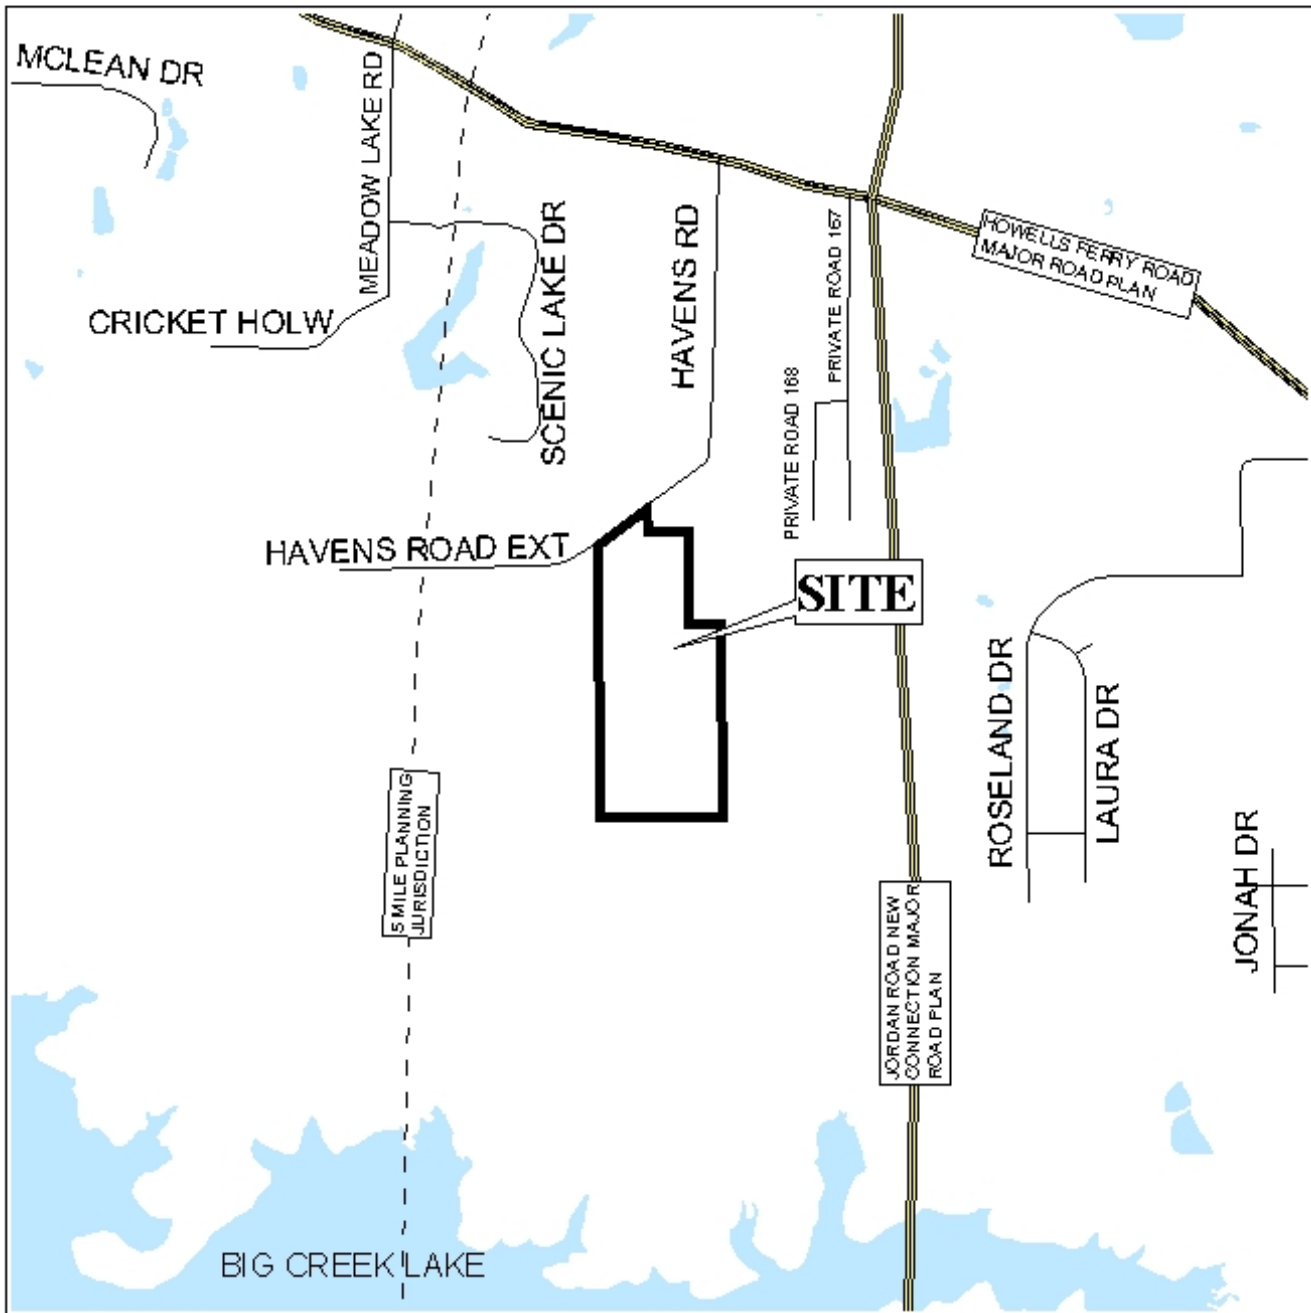 MCLEAN DR
MEADOW LAKE RD
CRICKET HOLW
SCENIC LAKE DR
HAVENS RD
PRIVATE ROAD 167
PRIVATE ROAD 168
HOWELLS FERRY ROAD
MAJOR ROAD PLAN
HAVENS ROAD EXT
SITE
ROSELAND DR
LAURA DR
JONAH DR
5 MILE PLANNING
JURISDICTION
JORDAN ROAD NEW
CONNECTION MAJOR
ROAD PLAN
BIG CREEK LAKE